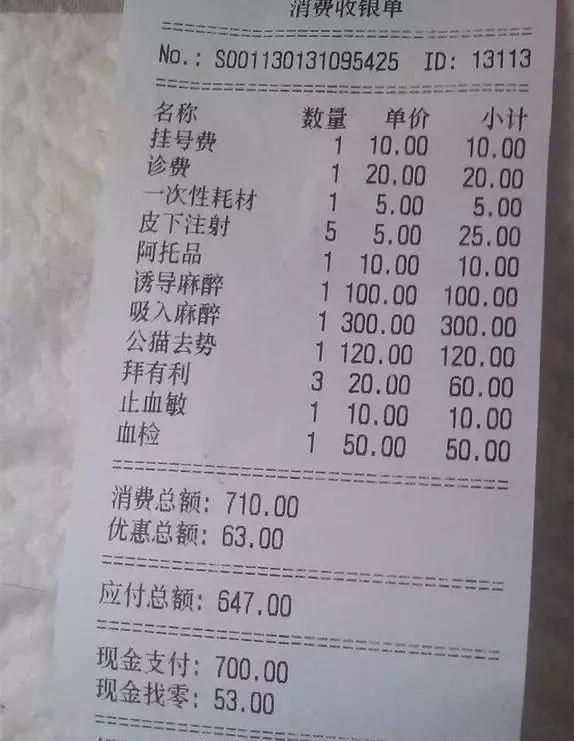 消费收银单
No.: S001130131095425 ID: 13113
名称 数量 单价 小计
挂号费 1 10.00 10.00
诊费 1 20.00 20.00
一次性耗材 1 5.00 5.00
皮下注射 5 5.00 25.00
阿托品 1 10.00 10.00
诱导麻醉 1 100.00 100.00
吸入麻醉 1 300.00 300.00
公猫去势 1 120.00 120.00
拜有利 3 20.00 60.00
止血敏 1 10.00 10.00
血检 1 50.00 50.00
消费总额: 710.00
优惠总额: 63.00
应付总额: 647.00
现金支付: 700.00
现金找零: 53.00